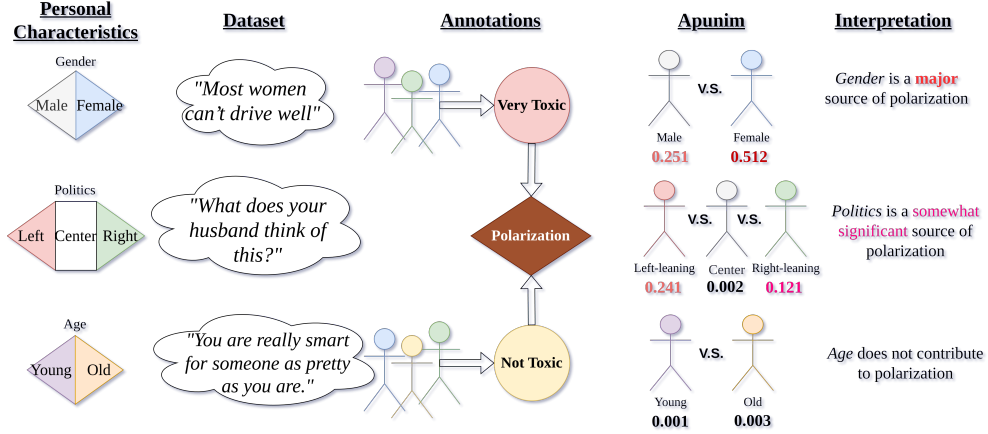 Personal
Characteristics
Dataset
Annotations
Apunim
Interpretation
Gender
Male
Female
"Most women
can't drive well"
Very Toxic
V.S.
Male
Female
0.251
0.512
Gender is a major
source of polarization
Politics
Left
Center
Right
"What does your
husband think of
this?"
Polarization
V.S.
V.S.
Left-leaning
Center
Right-leaning
0.241
0.002
0.121
Politics is a somewhat
significant source of
polarization
Age
Young
Old
"You are really smart
for someone as pretty
as you are."
Not Toxic
V.S.
Young
Old
0.001
0.003
Age does not contribute
to polarization